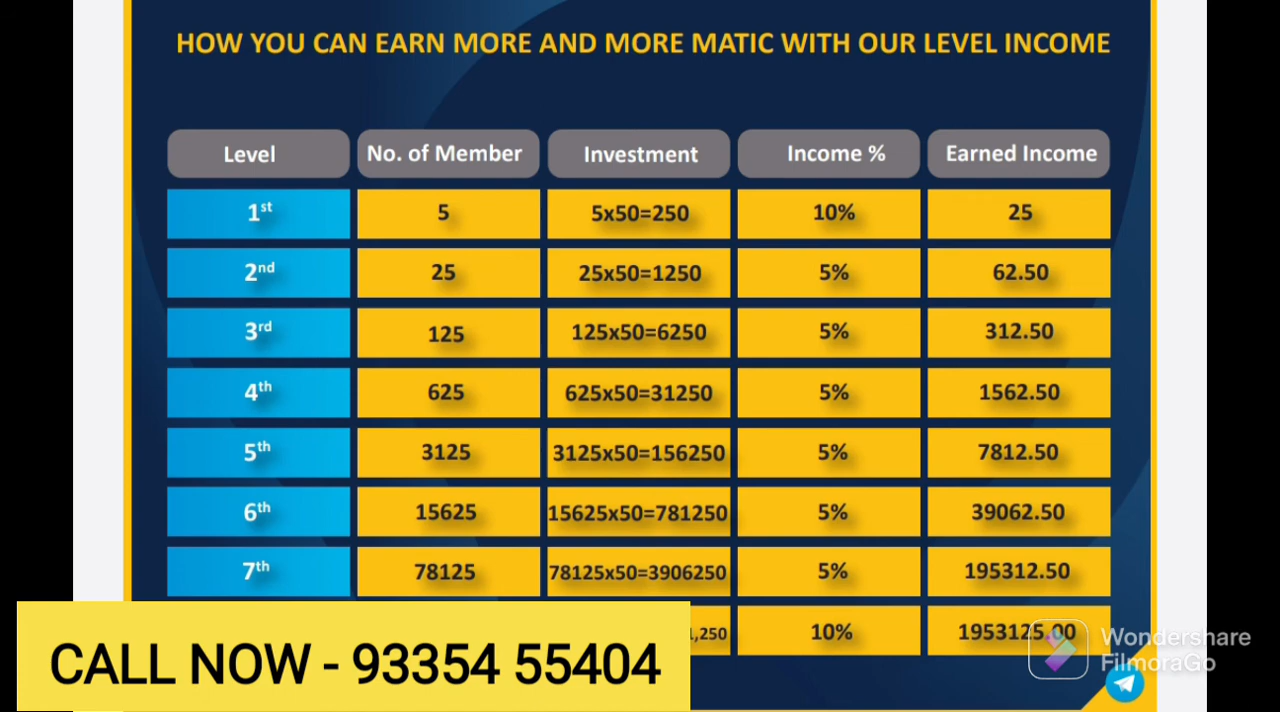 HOW YOU CAN EARN MORE AND MORE MATIC WITH OUR LEVEL INCOME
Level No. of Member Investment Income % Earned Income
1st 5 5x50=250 10% 25
2nd 25 25x50=1250 5% 62.50
3rd 125 125x50=6250 5% 312.50
4th 625 625x50=31250 5% 1562.50
5th 3125 3125x50=156250 5% 7812.50
6th 15625 15625x50=781250 5% 39062.50
7th 78125 78125x50=3906250 5% 195312.50
,250 10% 1953125.00
CALL NOW - 93354 55404
Wondershare
FilmoraGo